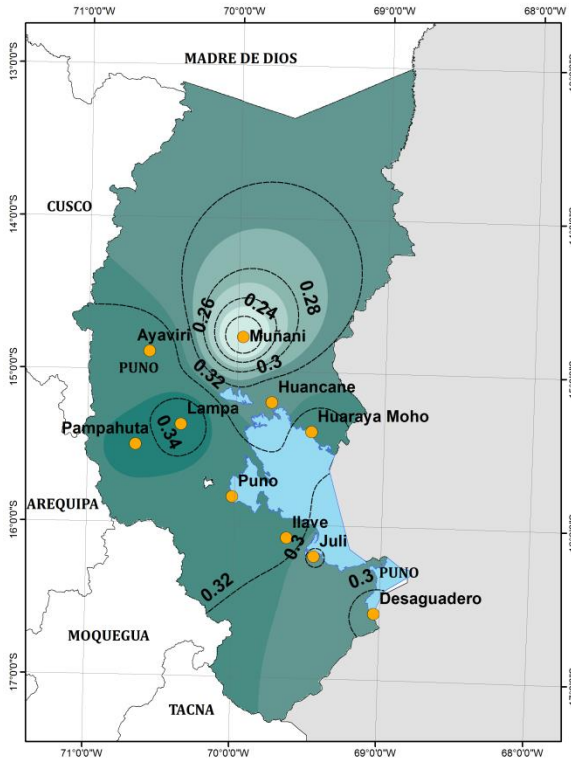 71°0'0"W 70°0'0"W 69°0'0"W 68°0'0"W
13°0'0"S
MADRE DE DIOS
CUSCO
14°0'0"S
0.28
0.26
0.24
Ayaviri
Muñani
PUNO
0.3
15°0'0"S
0.32
Huancane
Lampa
Huaraya Moho
Pampahuta
0.34
Puno
AREQUIPA
Ilave
16°0'0"S
0.3
Juli
PUNO
0.3
0.32
Desaguadero
MOQUEGUA
17°0'0"S
TACNA
71°0'0"W 70°0'0"W 69°0'0"W 68°0'0"W